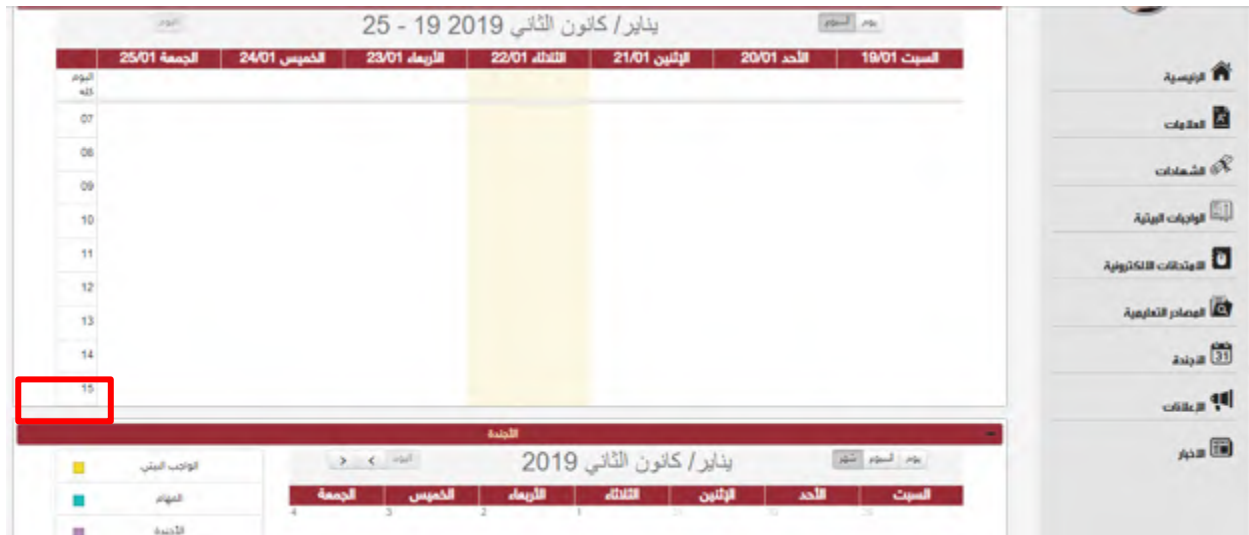 يوم أسبوع
يناير/ كانون الثاني 2019 19 - 25
اليوم
السبت 19/01 الأحد 20/01 الإثنين 21/01 الثلاثاء 22/01 الأربعاء 23/01 الخميس 24/01 الجمعة 25/01
اليوم
كله
07
08
09
10
11
12
13
14
15
الأجندة
يوم أسبوع شهر
يناير/ كانون الثاني 2019
اليوم
السبت الأحد الإثنين الثلاثاء الأربعاء الخميس الجمعة
1 2 3 4
الواجب البيتي
المهام
الأجندة
الرئيسية
العلامات
الشهادات
الواجبات البيتية
الامتحانات الالكترونية
المصادر التعليمية
31
الاجندة
الإعلانات
الاخبار